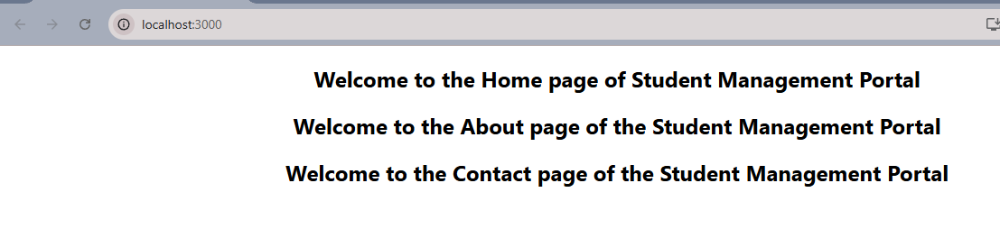 localhost:3000
Welcome to the Home page of Student Management Portal
Welcome to the About page of the Student Management Portal
Welcome to the Contact page of the Student Management Portal